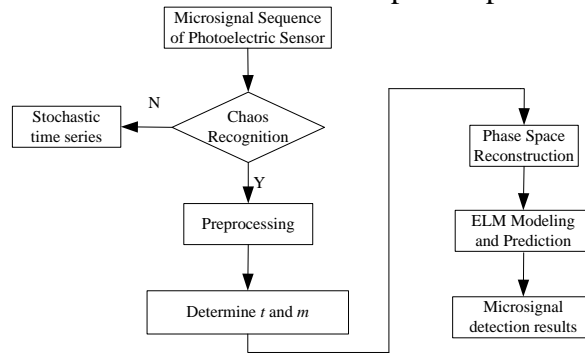 Microsignal Sequence
of Photoelectric Sensor
N
Stochastic
time series
Chaos
Recognition
Y
Preprocessing
Determine t and m
Phase Space
Reconstruction
ELM Modeling
and Prediction
Microsignal
detection results